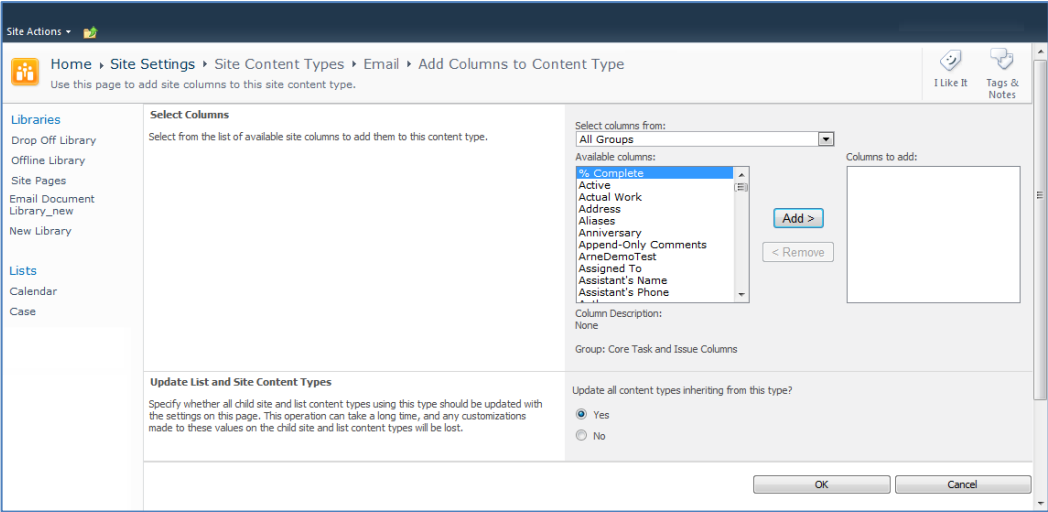 Site Actions
Home Site Settings Site Content Types Email Add Columns to Content Type
Use this page to add site columns to this site content type.
I Like It
Tags &
Notes
Libraries
Drop Off Library
Offline Library
Site Pages
Email Document
Library_new
New Library
Lists
Calendar
Case
Select Columns
Select from the list of available site columns to add them to this content type.
Select columns from:
All Groups
Available columns:
% Complete
Active
Actual Work
Address
Aliases
Anniversary
Append-Only Comments
ArneDemoTest
Assigned To
Assistant's Name
Assistant's Phone
Add >
< Remove
Columns to add:
Column Description:
None
Group: Core Task and Issue Columns
Update List and Site Content Types
Specify whether all child site and list content types using this type should be updated with
the settings on this page. This operation can take a long time, and any customizations
made to these values on the child site and list content types will be lost.
Update all content types inheriting from this type?
Yes
No
OK
Cancel